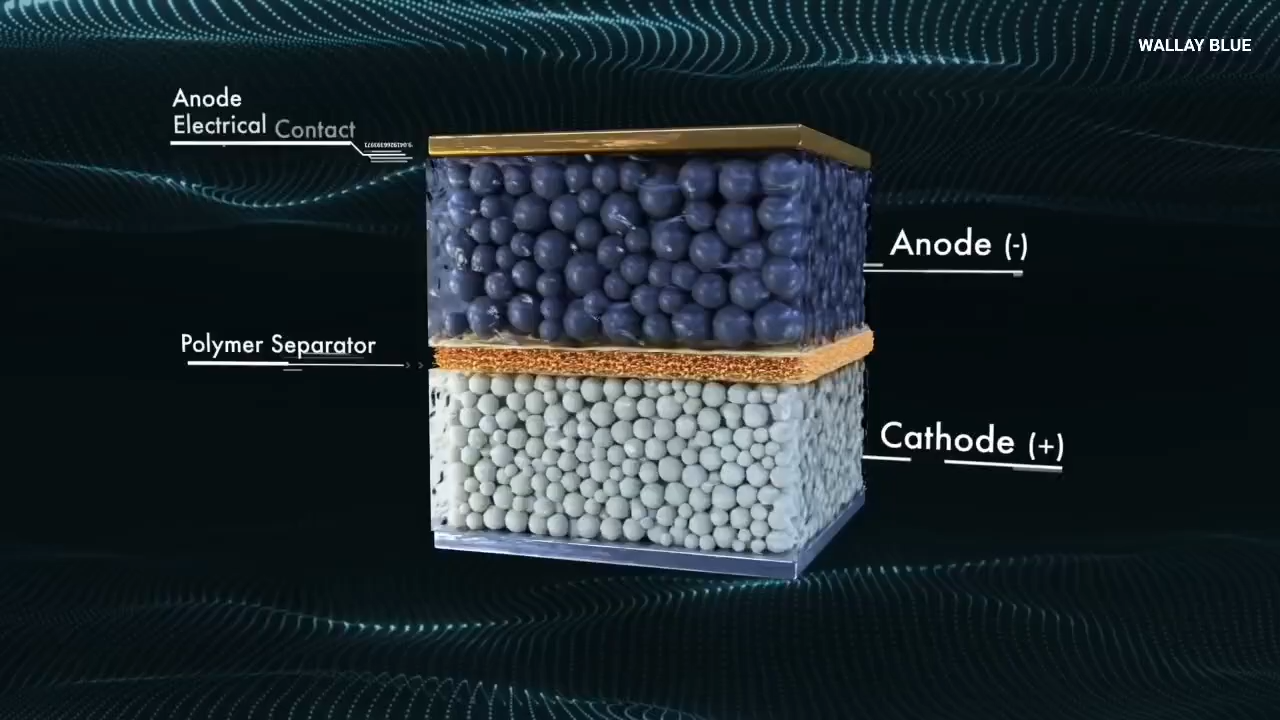 WALLAY BLUE
Anode
Electrical Contact
Anode (-)
Polymer Separator
Cathode (+)